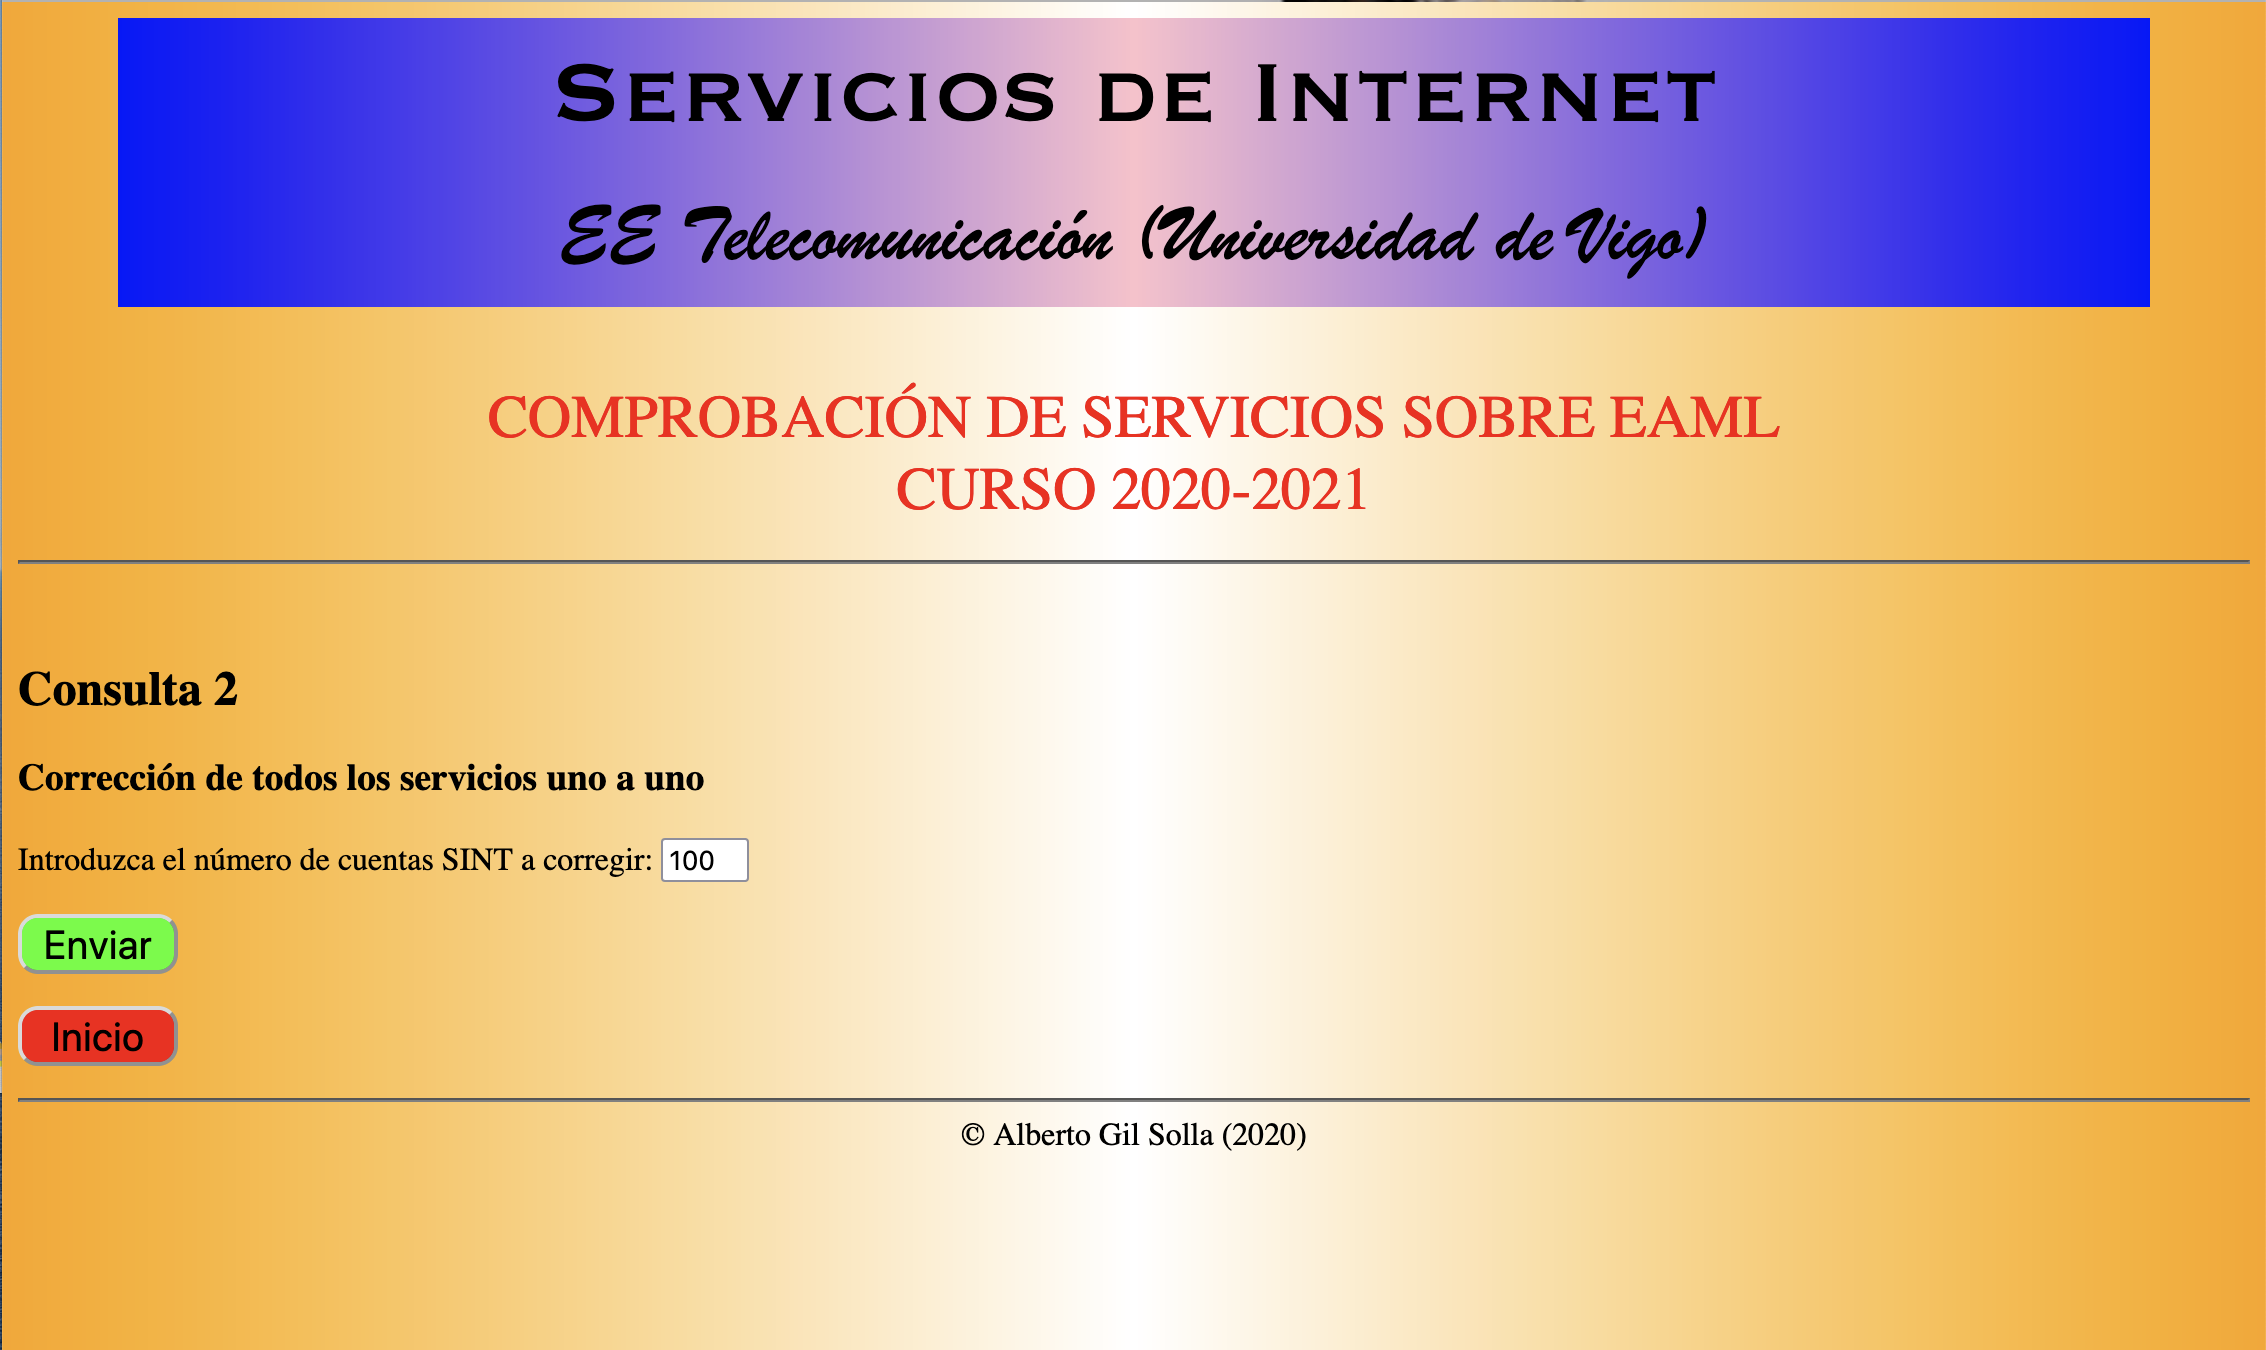 SERVICIOS DE INTERNET
EE Telecomunicación (Universidad de Vigo)
COMPROBACIÓN DE SERVICIOS SOBRE EAML
CURSO 2020-2021
Consulta 2
Corrección de todos los servicios uno a uno
Introduzca el número de cuentas SINT a corregir: 100
Enviar
Inicio
© Alberto Gil Solla (2020)